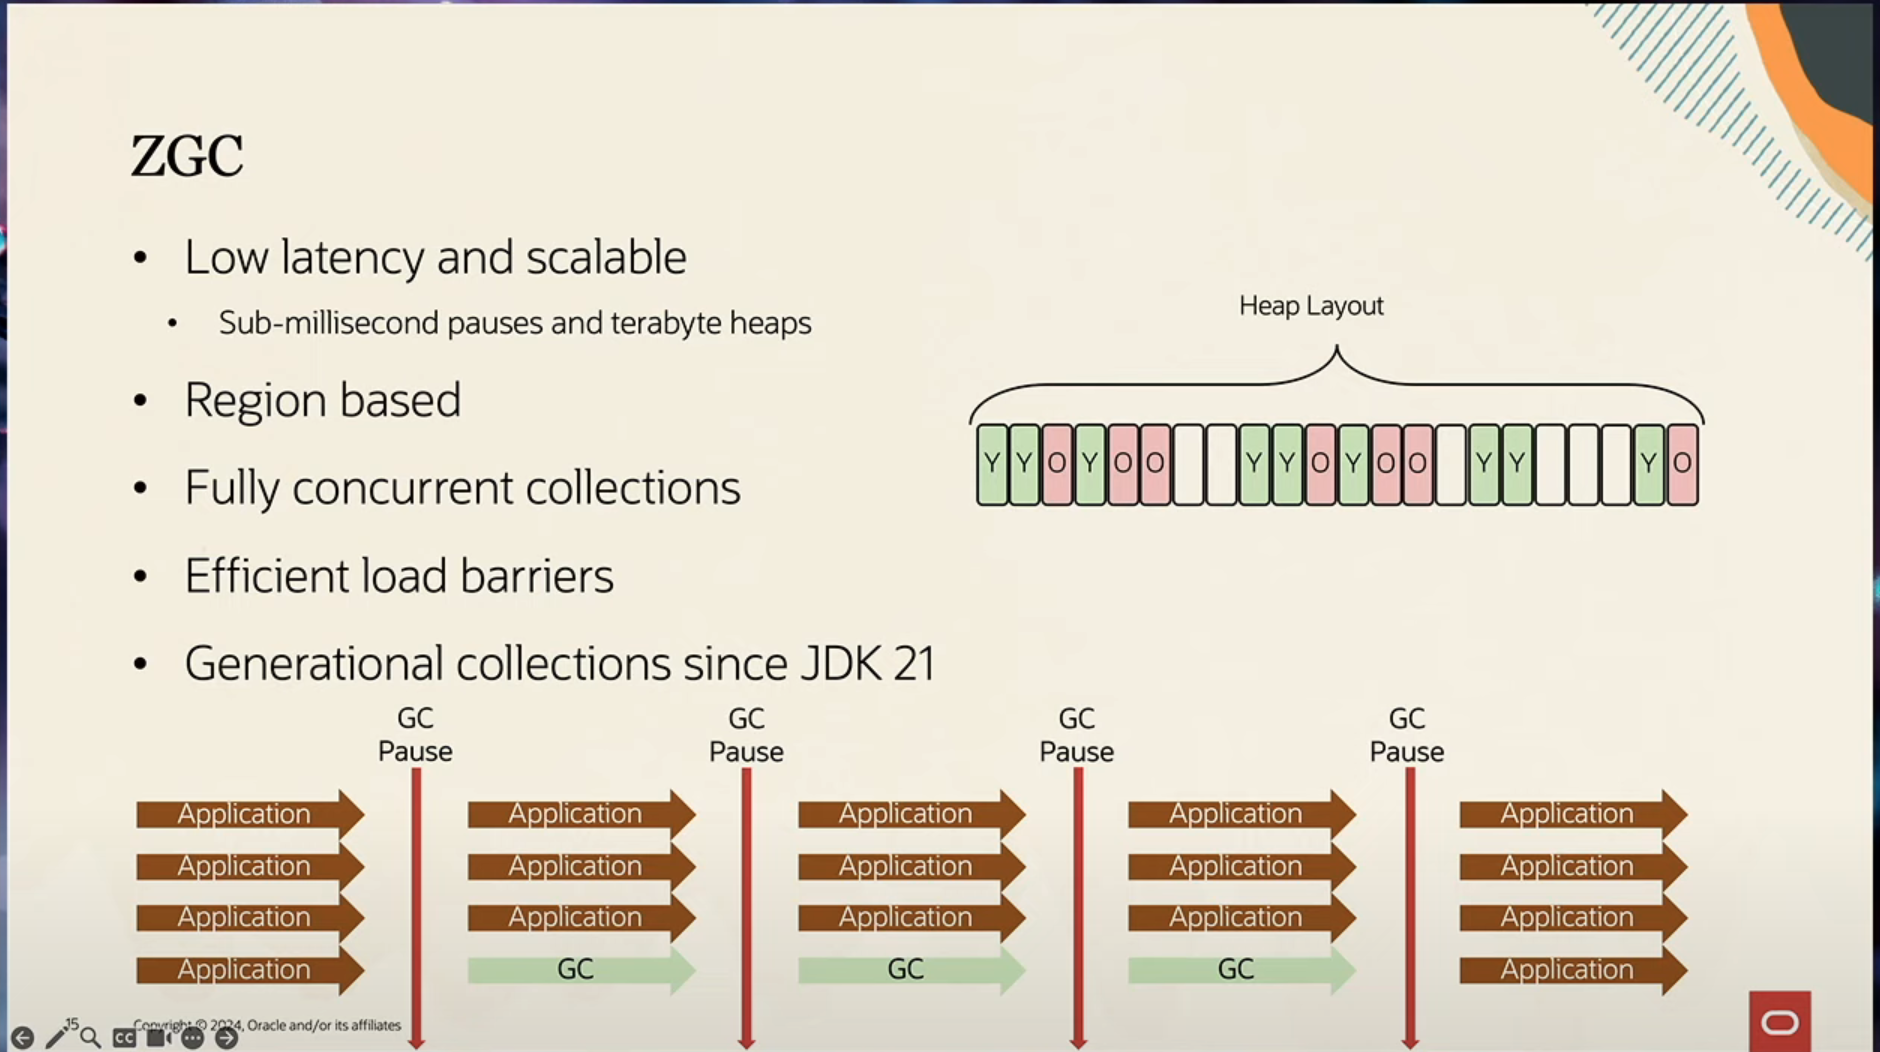 ZGC
• Low latency and scalable
• Sub-millisecond pauses and terabyte heaps
• Region based
• Fully concurrent collections
• Efficient load barriers
• Generational collections since JDK 21
Heap Layout
Y Y O Y O O Y Y O Y O O Y Y Y O
GC Pause GC Pause GC Pause GC Pause
Application Application Application Application Application
Application Application Application Application Application
Application Application Application Application Application
Application GC GC GC Application
15 Copyright © 2024, Oracle and/or its affiliates
CC